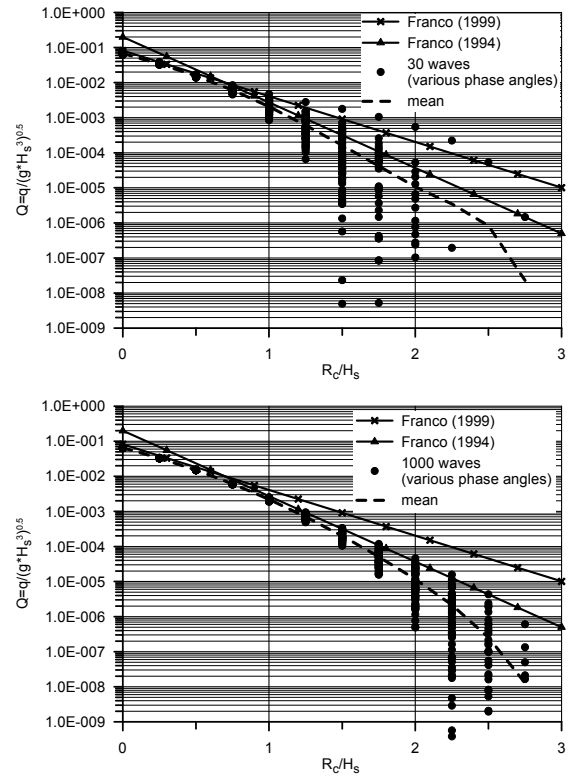 1.0E+000
1.0E-001
1.0E-002
1.0E-003
1.0E-004
1.0E-005
1.0E-006
1.0E-007
1.0E-008
1.0E-009
Q=q/(g*Hs³)⁰·⁵
Franco (1999)
Franco (1994)
30 waves
(various phase angles)
mean
0 1 2 3
Rc/Hs
1.0E+000
1.0E-001
1.0E-002
1.0E-003
1.0E-004
1.0E-005
1.0E-006
1.0E-007
1.0E-008
1.0E-009
Q=q/(g*Hs³)⁰·⁵
Franco (1999)
Franco (1994)
1000 waves
(various phase angles)
mean
0 1 2 3
Rc/Hs